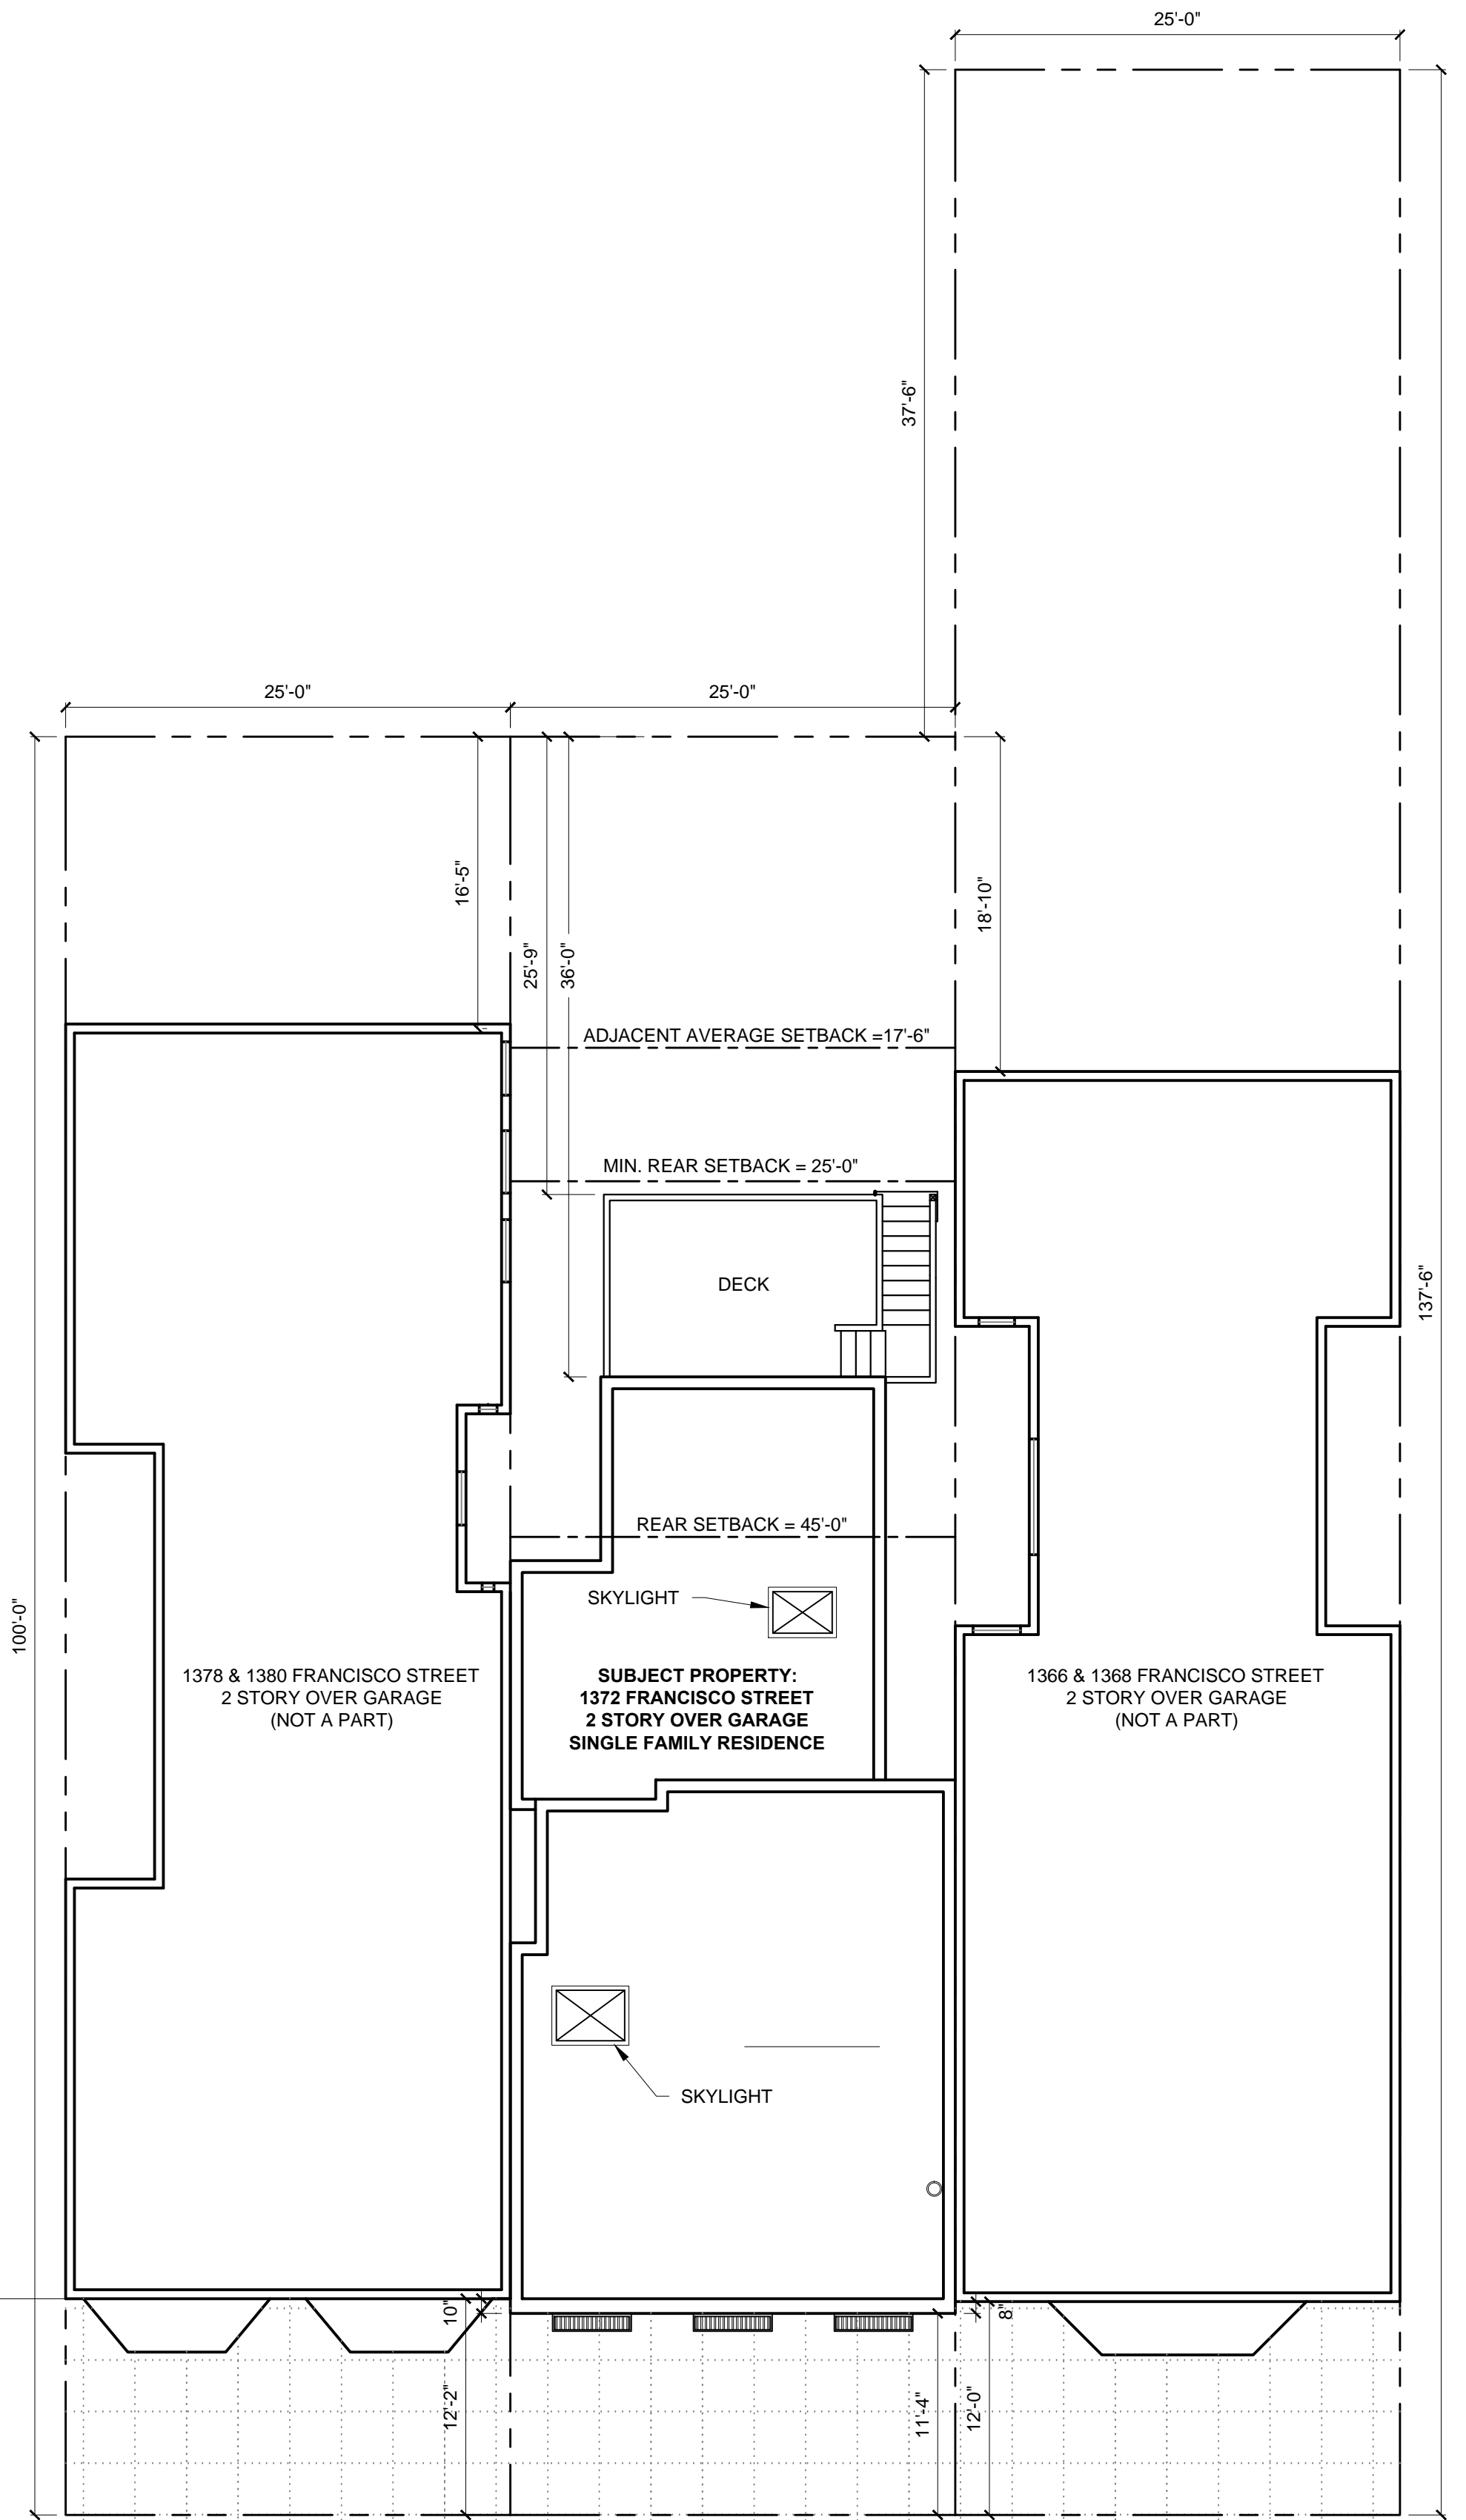 25'-0"
37'-6"
25'-0"
25'-0"
16'-5"
18'-10"
25'-9"
36'-0"
ADJACENT AVERAGE SETBACK =17'-6"
MIN. REAR SETBACK = 25'-0"
DECK
137'-6"
REAR SETBACK = 45'-0"
SKYLIGHT
100'-0"
1378 & 1380 FRANCISCO STREET
2 STORY OVER GARAGE
(NOT A PART)
SUBJECT PROPERTY:
1372 FRANCISCO STREET
2 STORY OVER GARAGE
SINGLE FAMILY RESIDENCE
1366 & 1368 FRANCISCO STREET
2 STORY OVER GARAGE
(NOT A PART)
SKYLIGHT
10"
8"
12'-2"
11'-4"
12'-0"